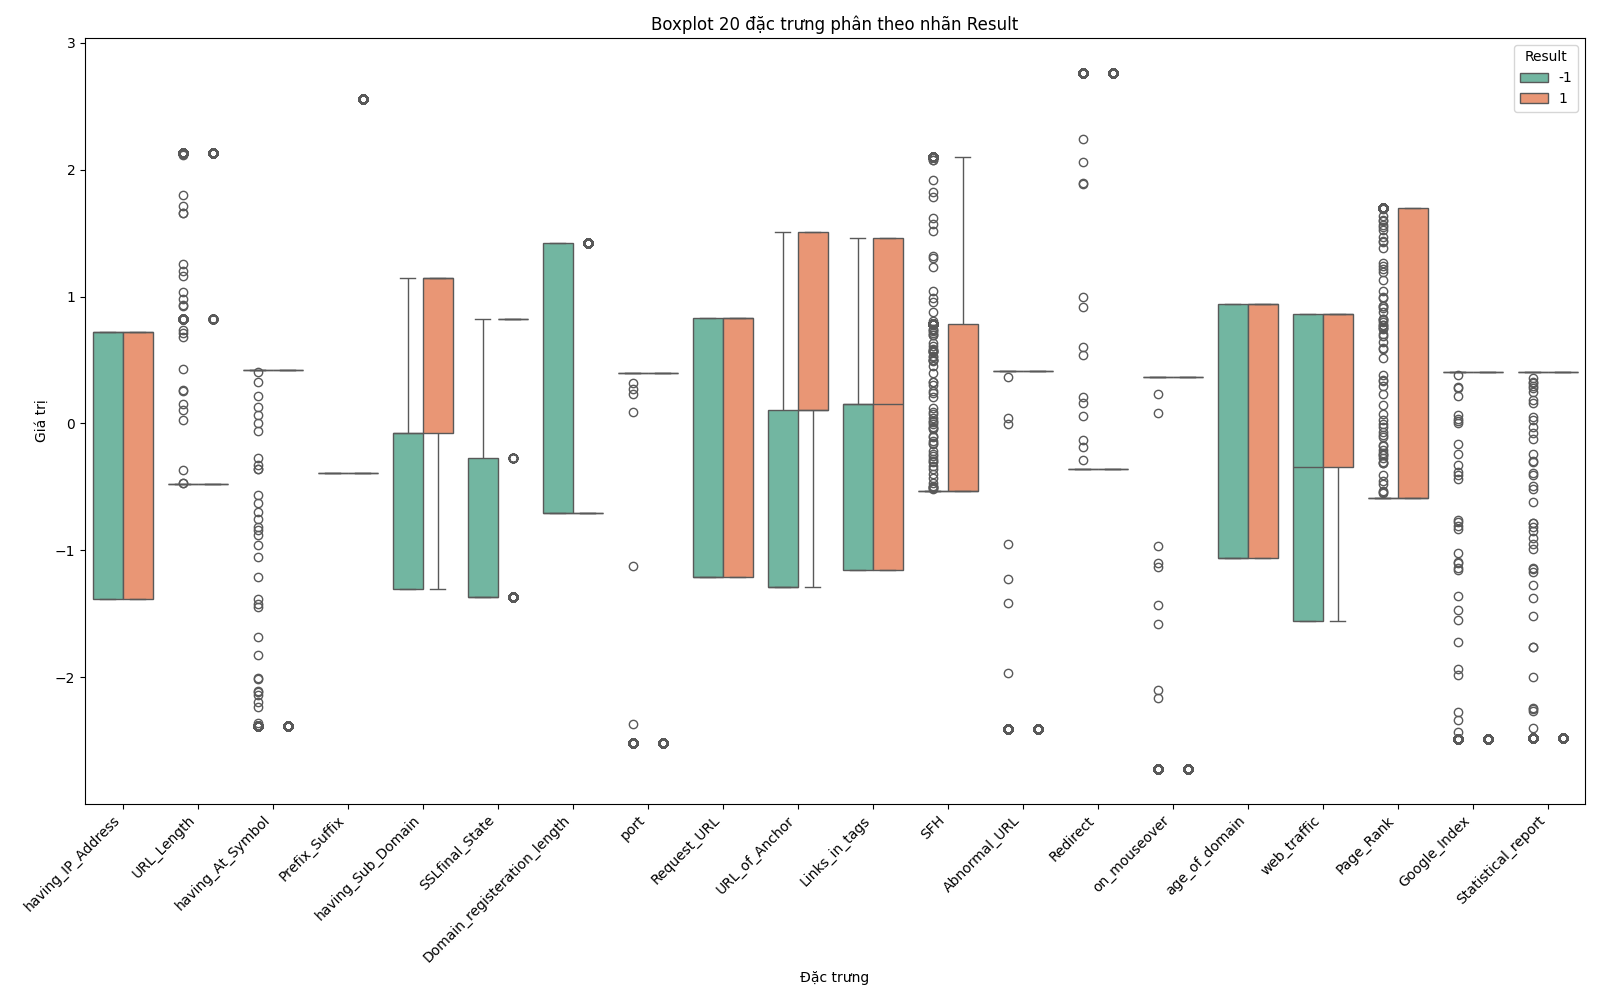 Boxplot 20 đặc trưng phân theo nhãn Result
Result
-1
1
Giá trị
3
2
1
0
−1
−2
having_IP_Address
URL_Length
having_At_Symbol
Prefix_Suffix
having_Sub_Domain
SSLfinal_State
Domain_registeration_length
port
Request_URL
URL_of_Anchor
Links_in_tags
SFH
Abnormal_URL
Redirect
on_mouseover
age_of_domain
web_traffic
Page_Rank
Google_Index
Statistical_report
Đặc trưng